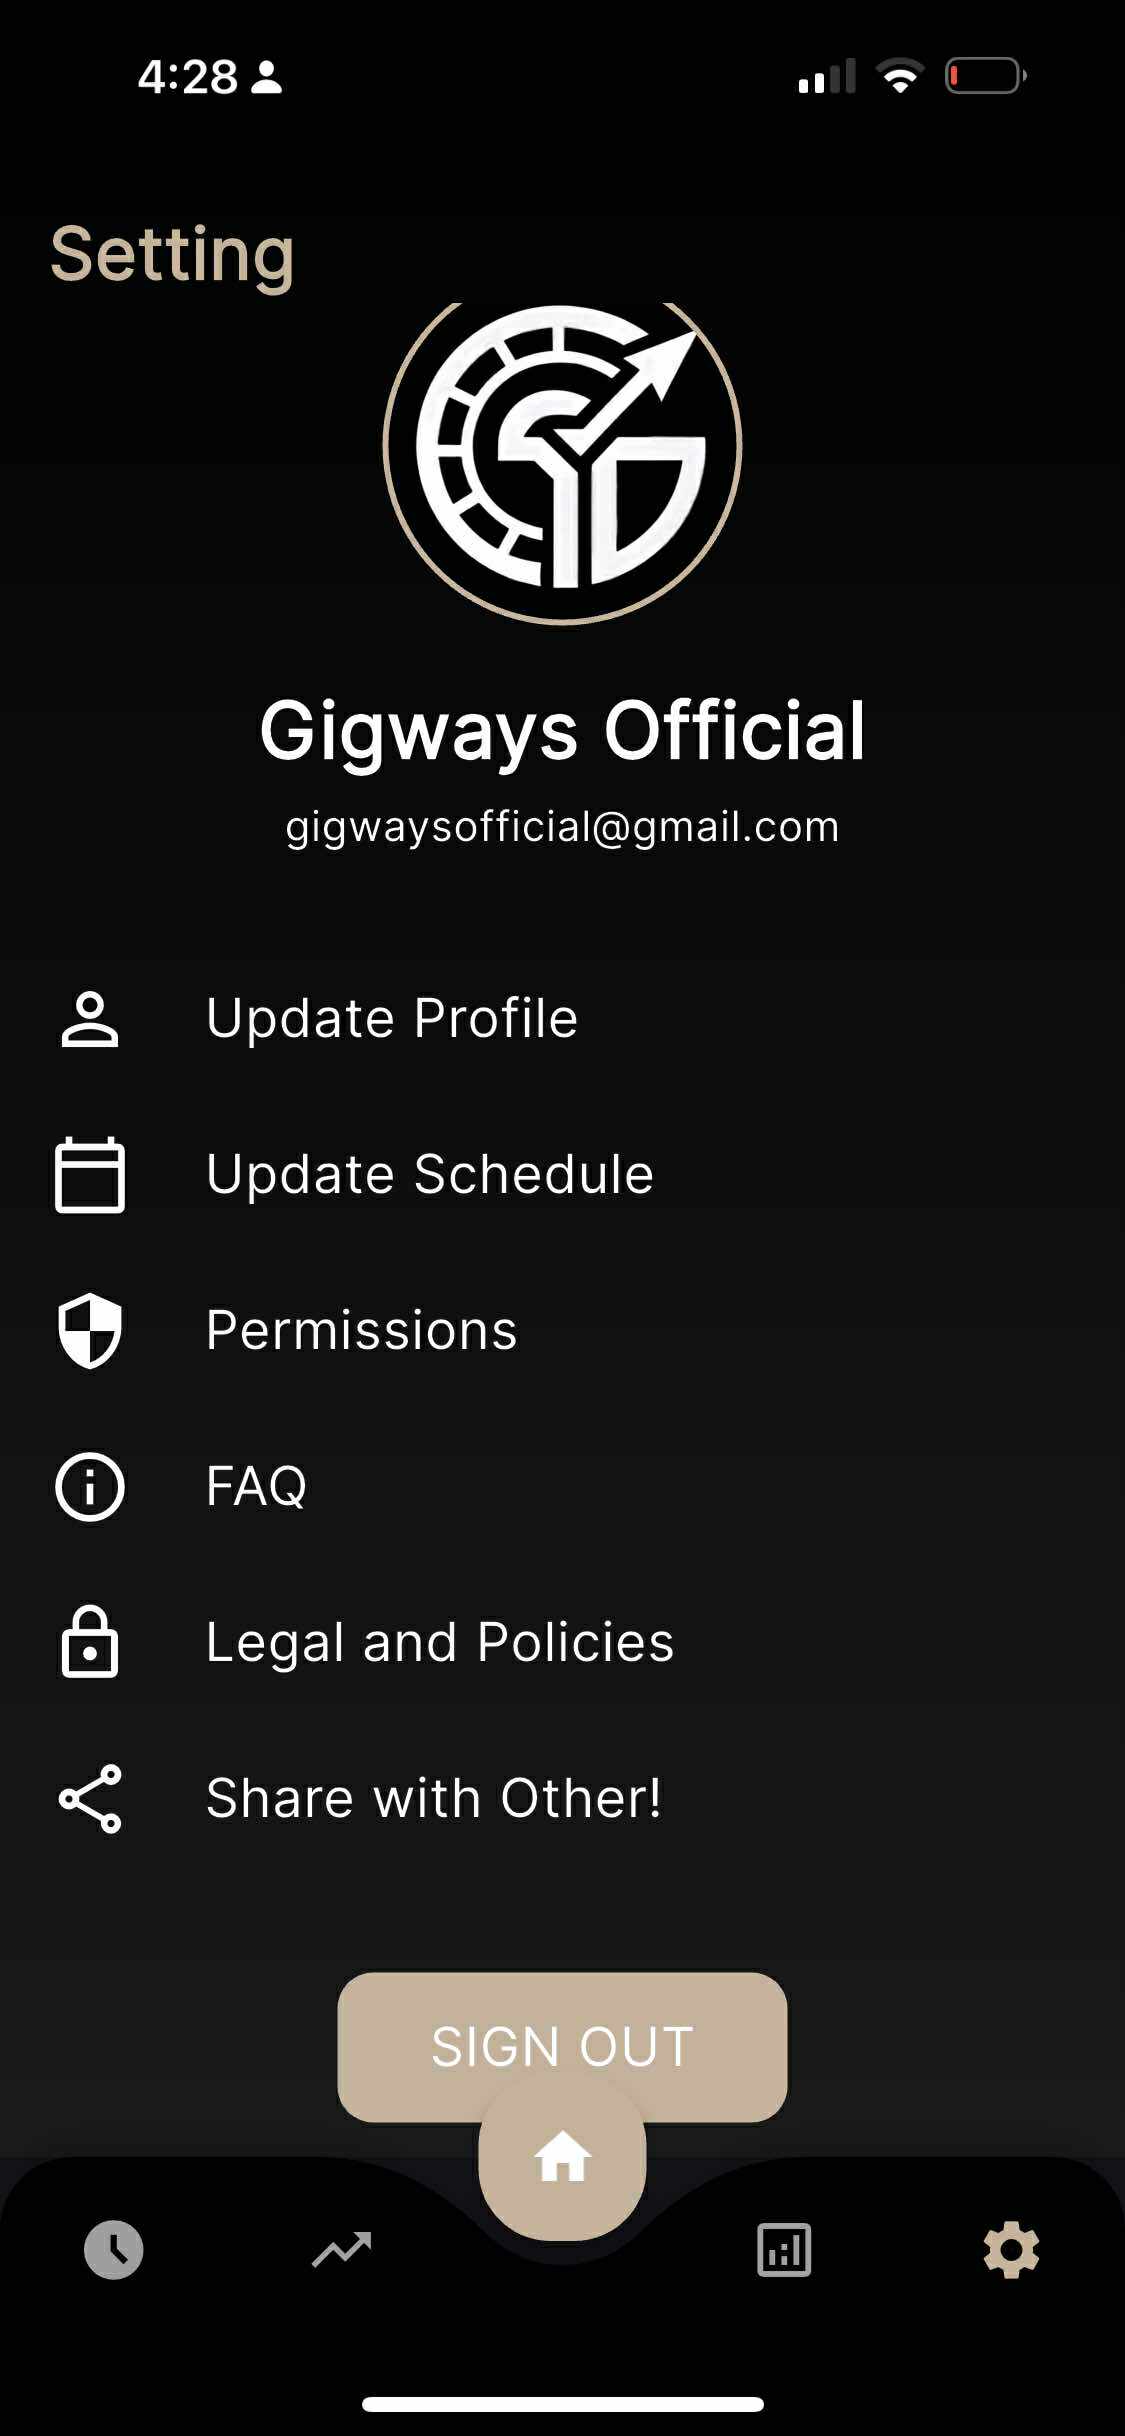 4:28
Setting
Gigways Official
gigwaysofficial@gmail.com
Update Profile
Update Schedule
Permissions
FAQ
Legal and Policies
Share with Other!
SIGN OUT